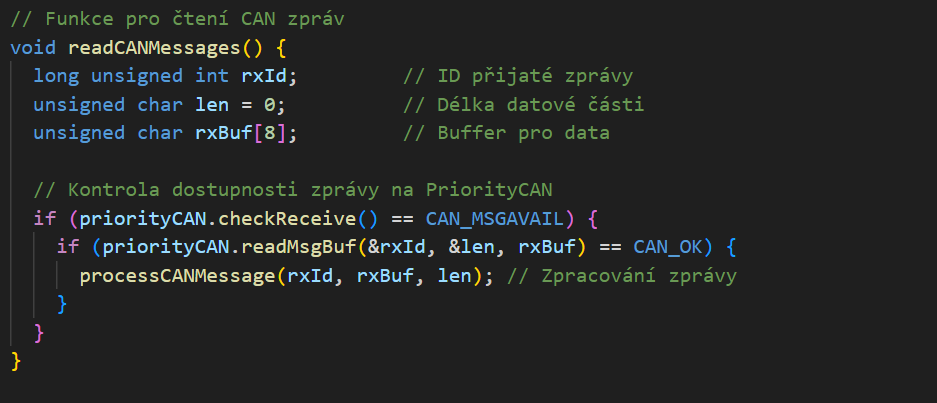 // Funkce pro čtení CAN zpráv
void readCANMessages() {
  long unsigned int rxId;         // ID přijaté zprávy
  unsigned char len = 0;          // Délka datové části
  unsigned char rxBuf[8];         // Buffer pro data

  // Kontrola dostupnosti zprávy na PriorityCAN
  if (priorityCAN.checkReceive() == CAN_MSGAVAIL) {
    if (priorityCAN.readMsgBuf(&rxId, &len, rxBuf) == CAN_OK) {
      processCANMessage(rxId, rxBuf, len); // Zpracování zprávy
    }
  }
}